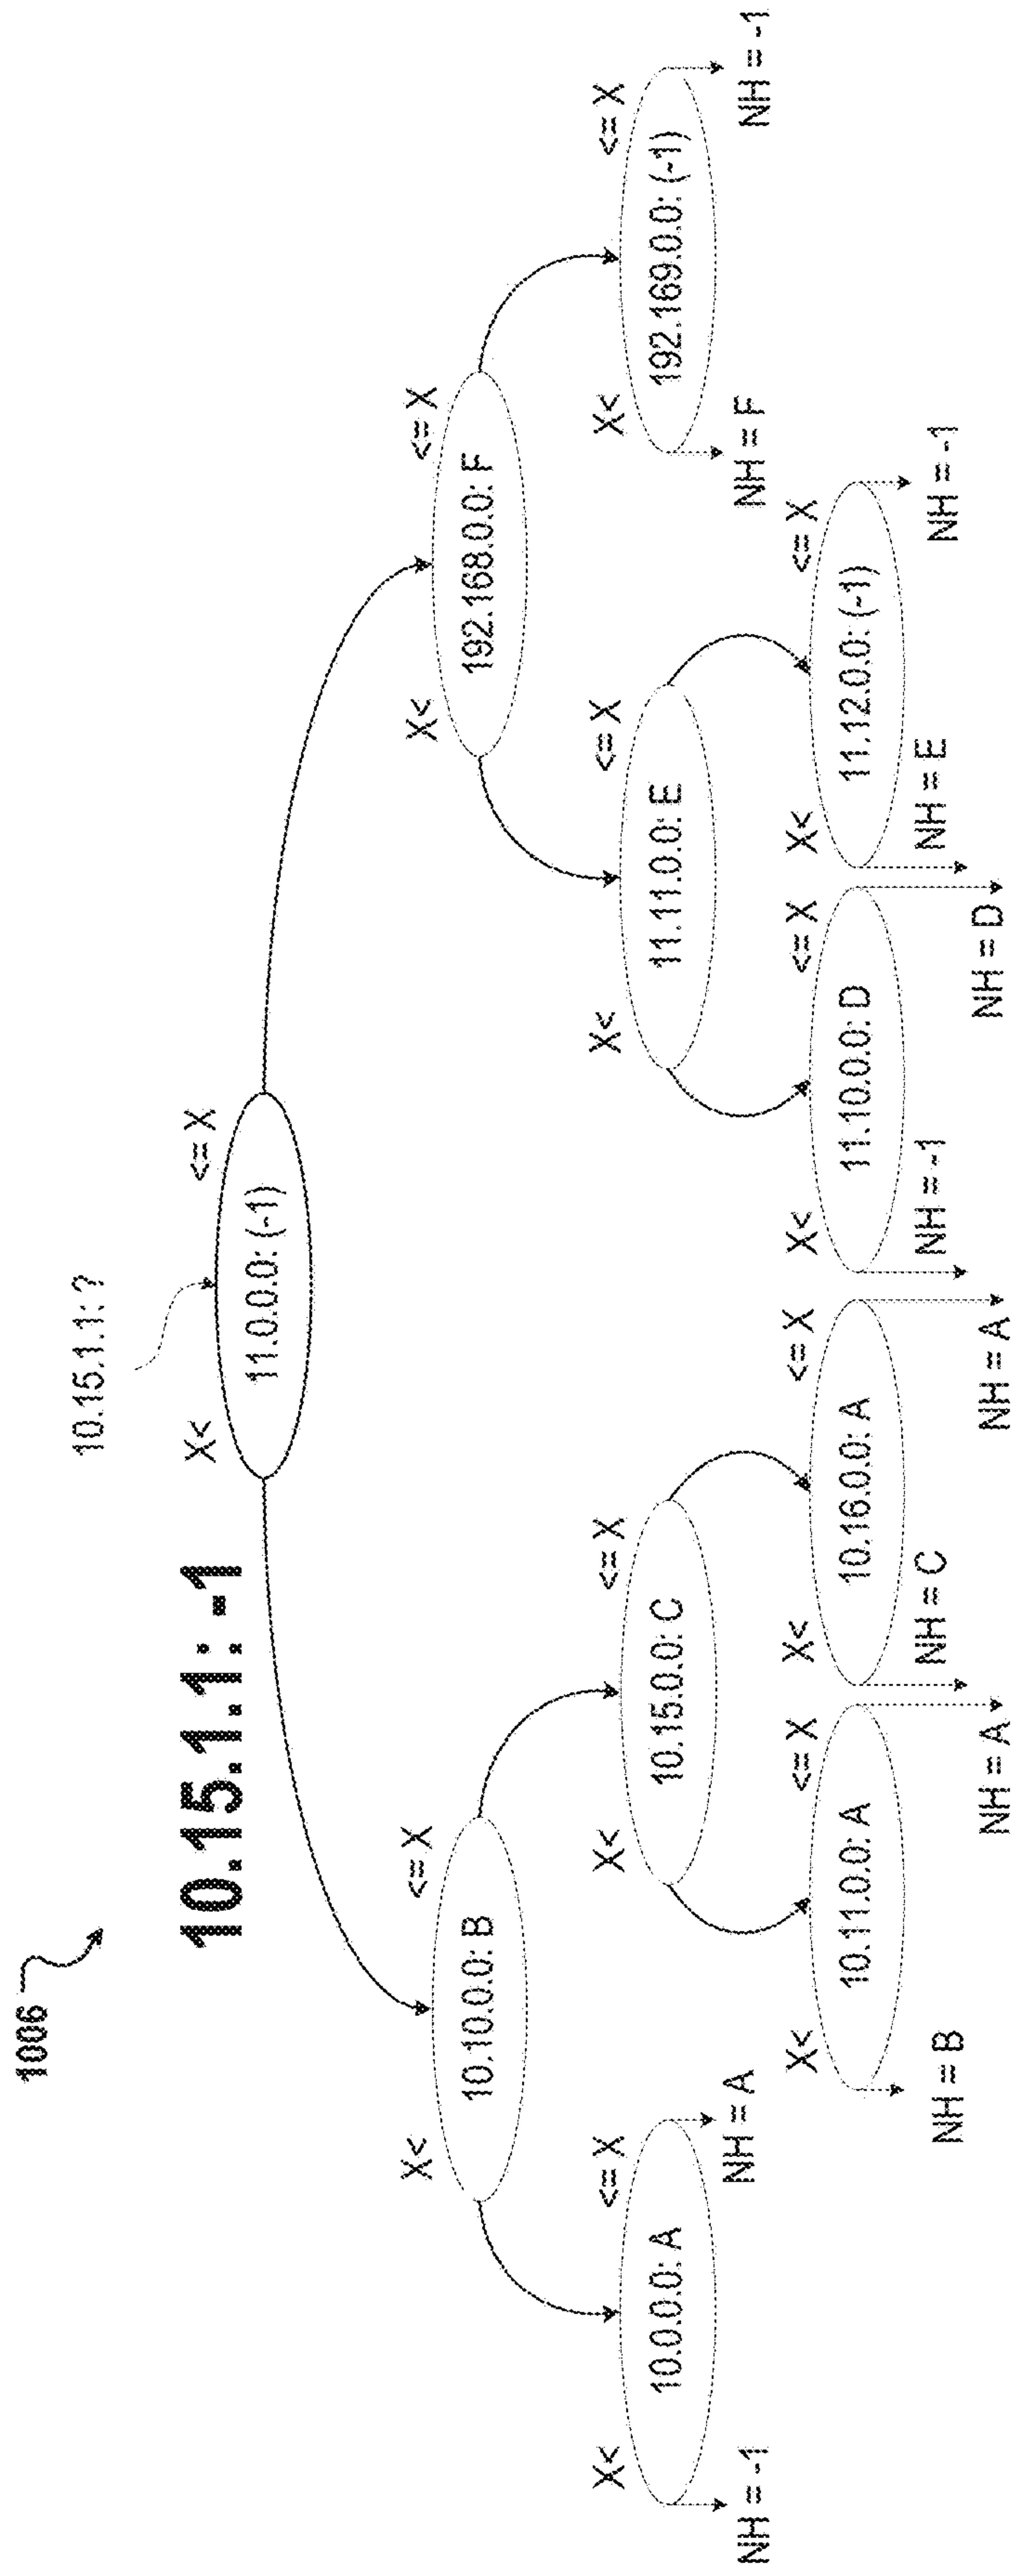 1006
10.15.1.1: ?
10.15.1.1: -1
X<
<= X
11.0.0.0: (-1)
X<
<= X
10.10.0.0: B
X<
<= X
192.168.0.0: F
X<
<= X
10.0.0.0: A
NH = -1
NH = A
X<
<= X
10.15.0.0: C
X<
<= X
11.11.0.0: E
X<
<= X
192.169.0.0: (-1)
NH = F
NH = -1
X<
<= X
10.11.0.0: A
NH = B
NH = A
X<
<= X
10.16.0.0: A
NH = C
NH = A
X<
<= X
11.10.0.0: D
NH = -1
NH = D
X<
<= X
11.12.0.0: (-1)
NH = E
NH = -1